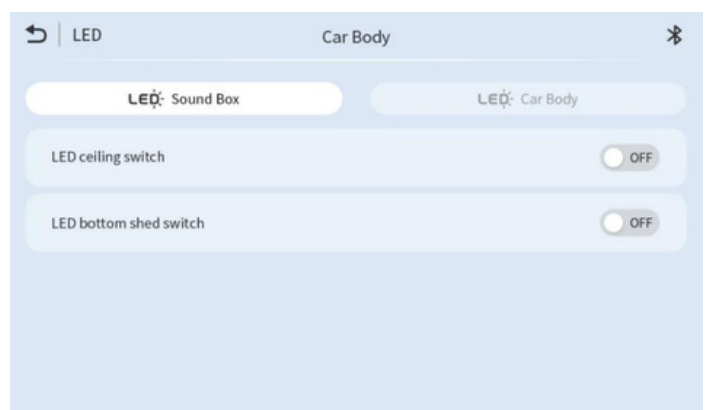 LED Car Body
LED Sound Box LED Car Body
LED ceiling switch OFF
LED bottom shed switch OFF